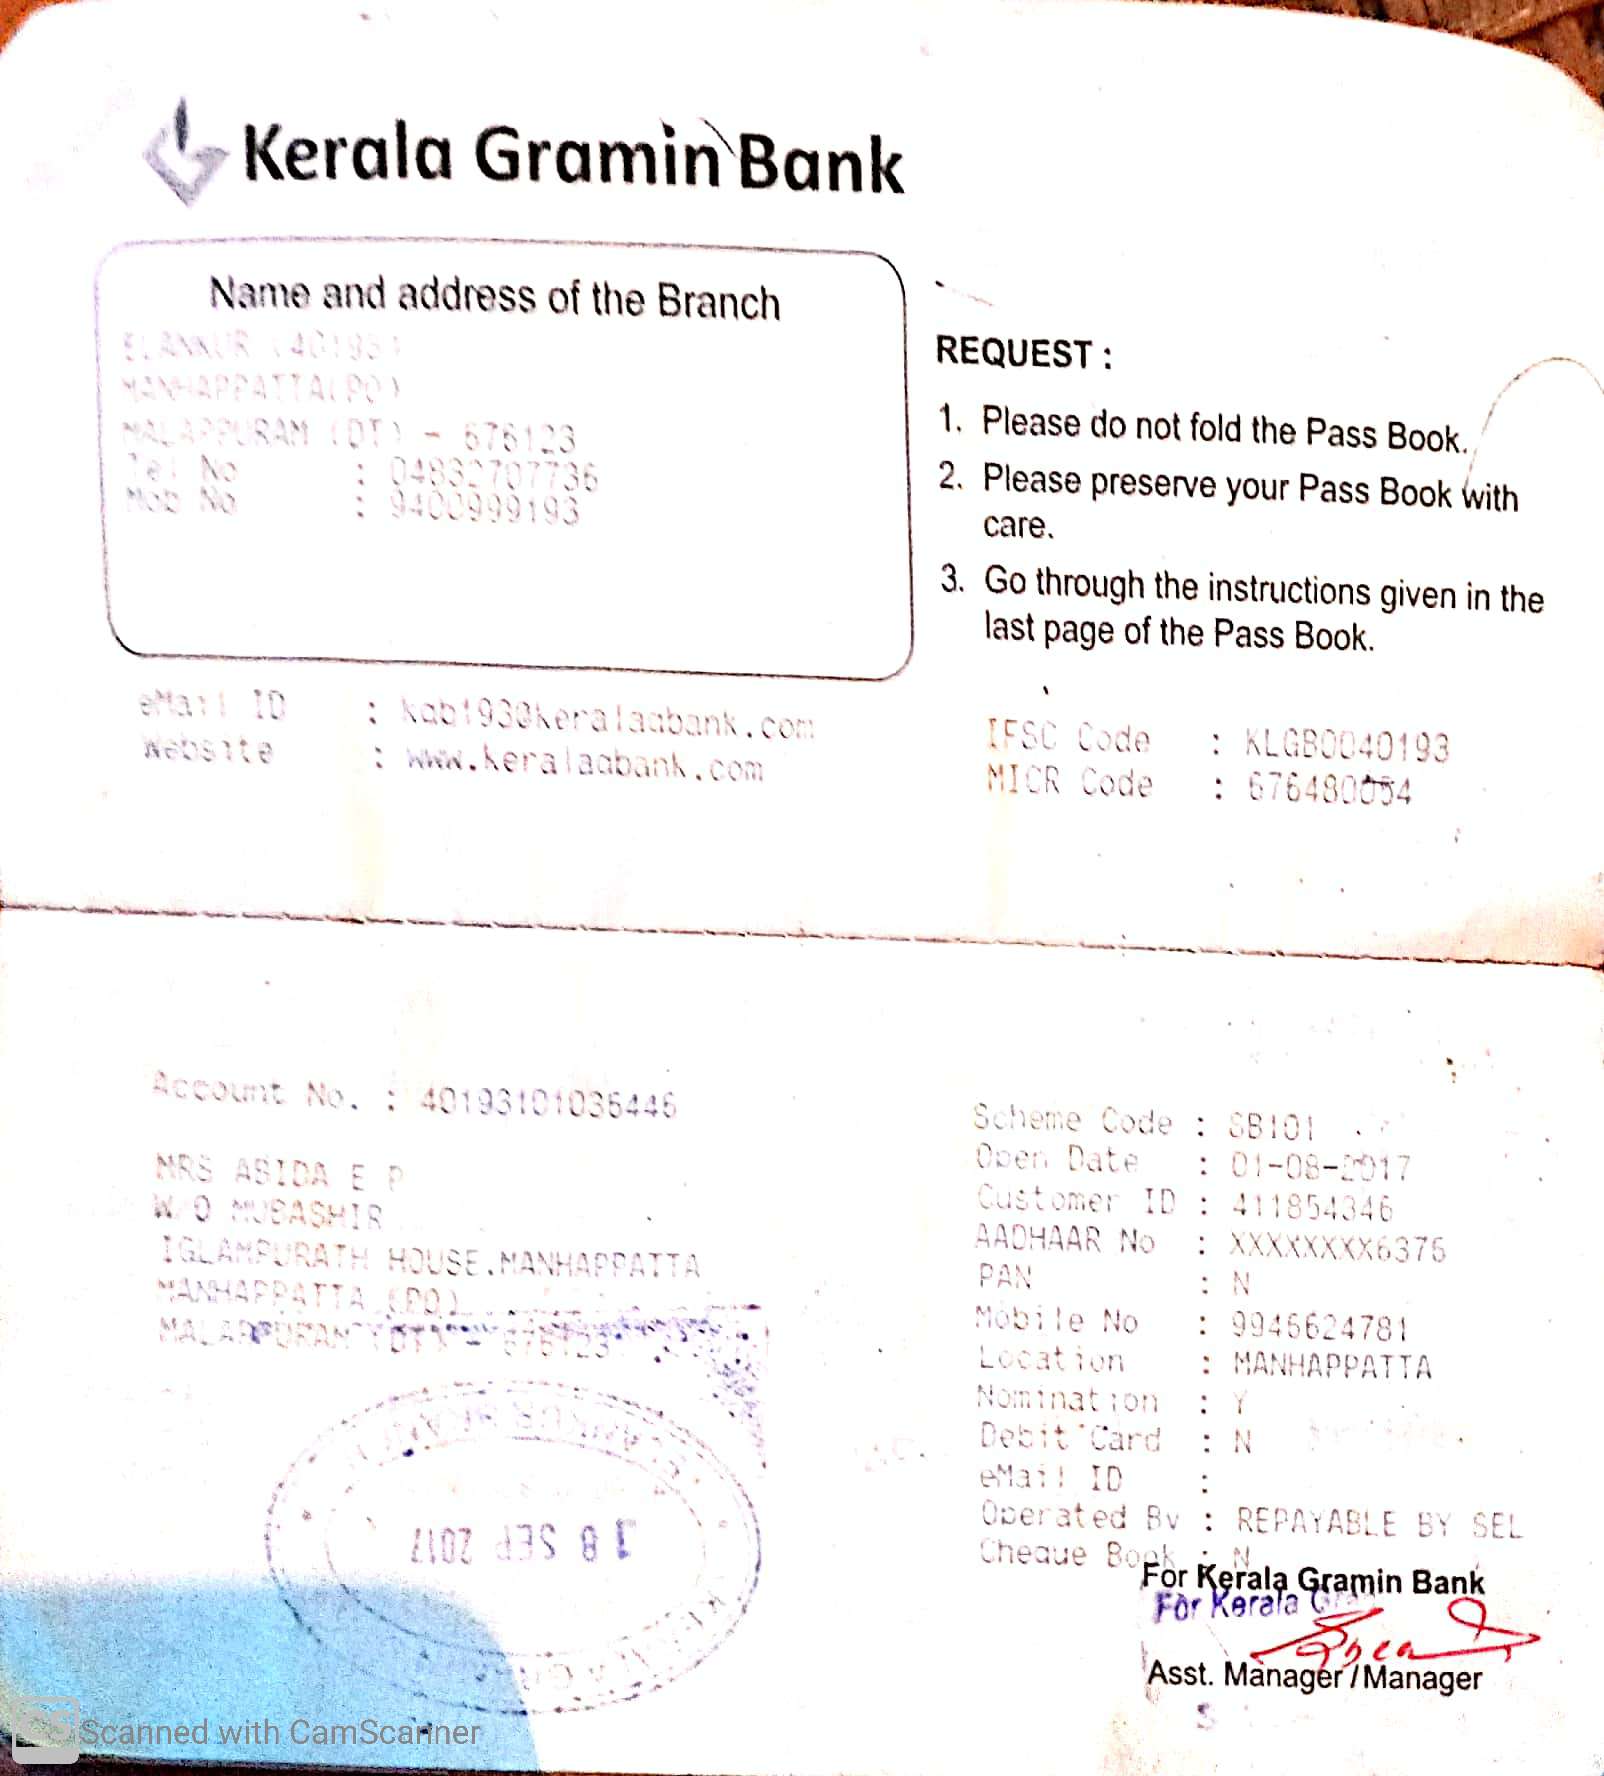 Kerala Gramin Bank
Name and address of the Branch
ELANKUR (40193)
MANHAPPATTA(PO)
MALAPPURAM (DT) - 676123
Tel No : 04832707736
Mob No : 9400999193
REQUEST :
1. Please do not fold the Pass Book.
2. Please preserve your Pass Book with
care.
3. Go through the instructions given in the
last page of the Pass Book.
eMail ID : kgb193@keralagbank.com
Website : www.keralagbank.com
IFSC Code : KLGB0040193
MICR Code : 676480054
Account No. : 40193101036446
MRS ABIDA E P
W/O MUBASHIR
IGLAMPURATH HOUSE,MANHAPPATTA
MANHAPPATTA (PO)
MALAPPURAM (DT) - 676123
18 SEP 2017
Scheme Code : SB101
Open Date : 01-08-2017
Customer ID : 411854346
AADHAAR No : XXXXXXXX6376
PAN : N
Mobile No : 9946624781
Location : MANHAPPATTA
Nomination : Y
Debit Card : N
eMail ID :
Operated By : REPAYABLE BY SEL
Cheque Book : N
For Kerala Gramin Bank
For Kerala
Asst. Manager / Manager
CS Scanned with CamScanner